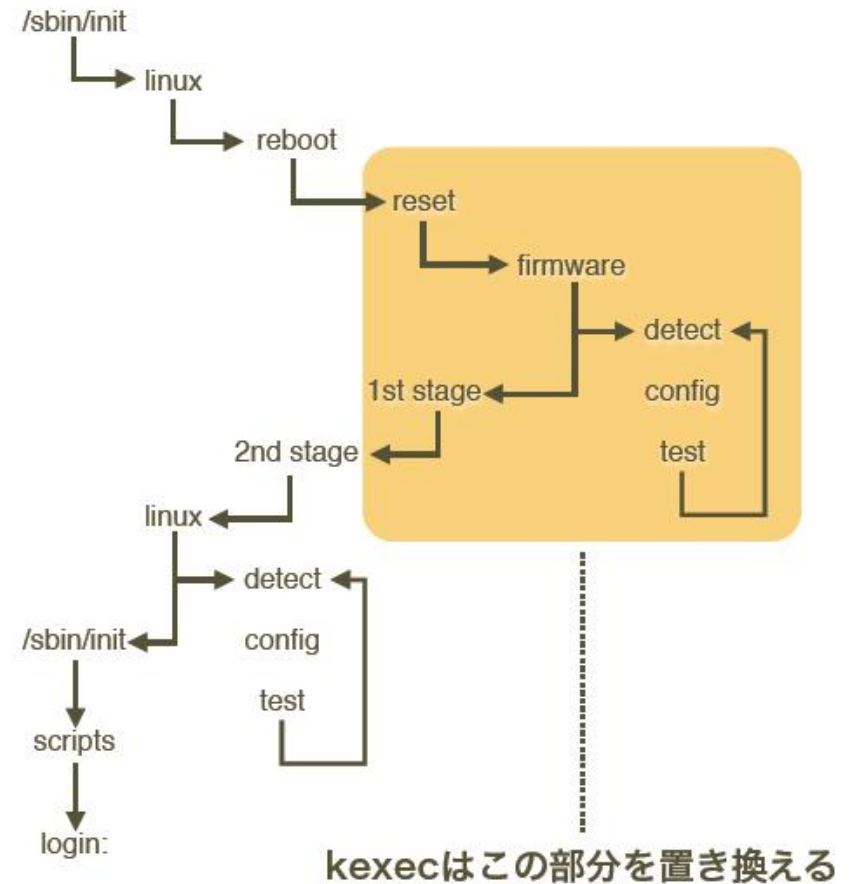 /sbin/init
linux
reboot
reset
firmware
detect
1st stage
config
2nd stage
test
linux
detect
/sbin/init
config
test
scripts
login:
kexecはこの部分を置き換える